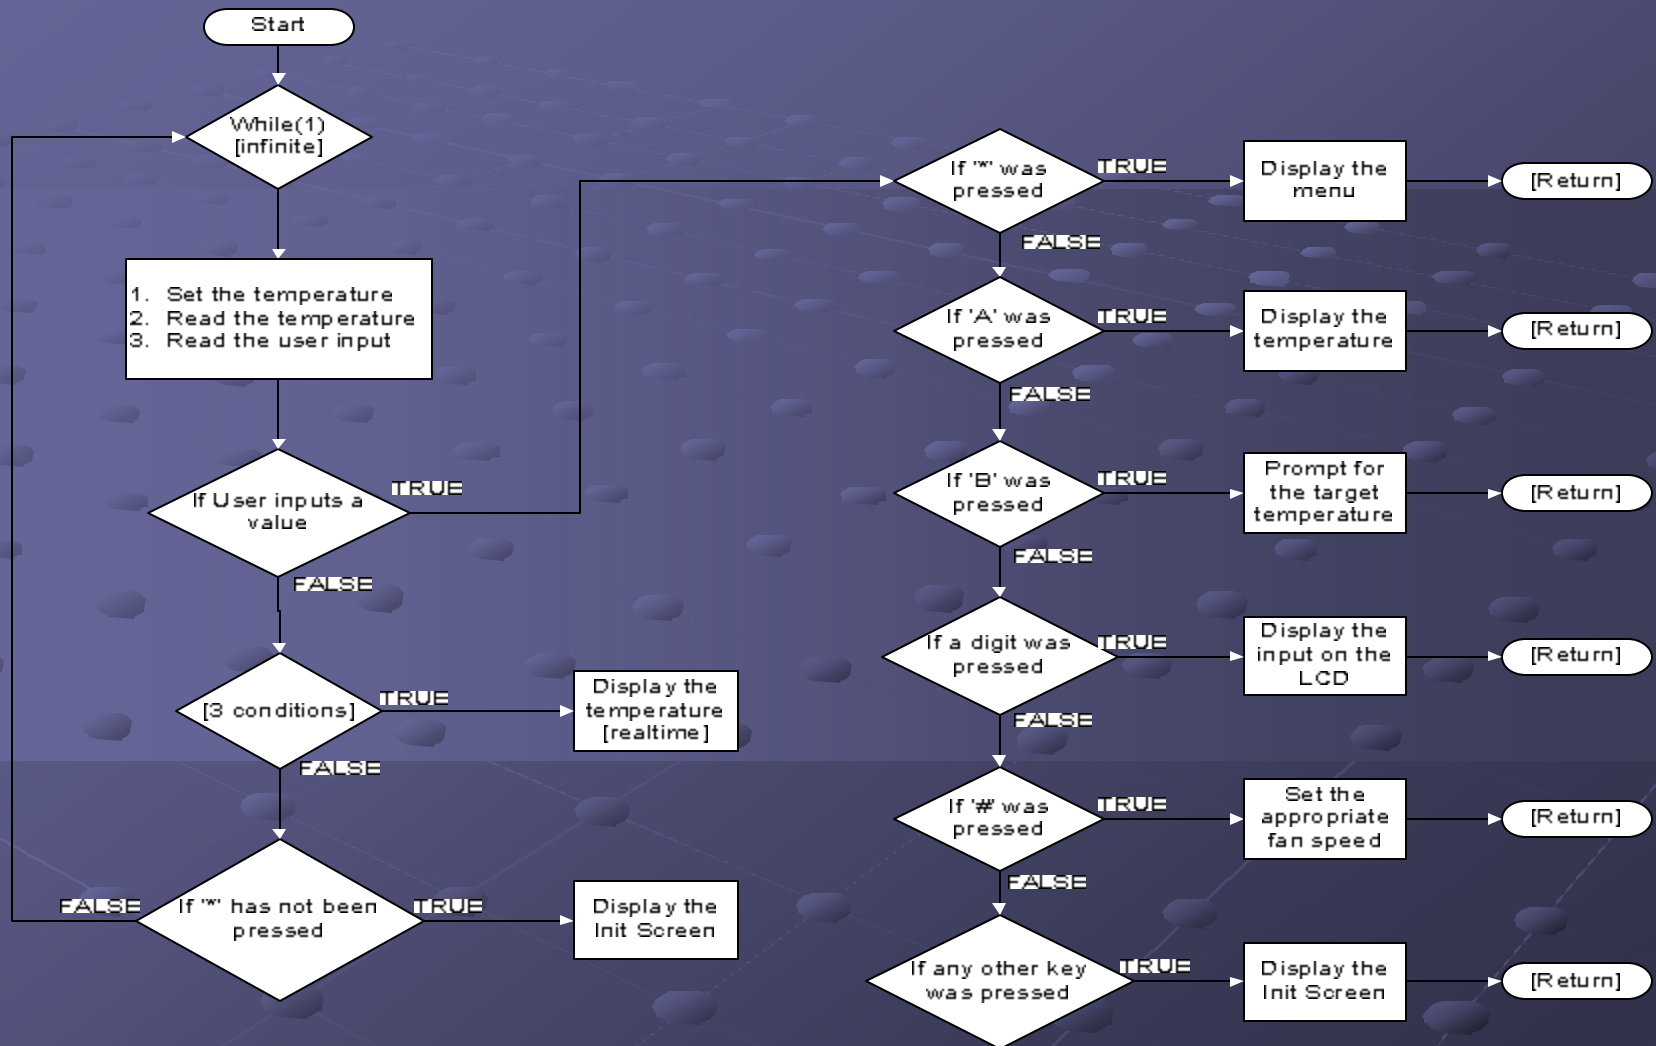 Start
While(1)
[infinite]
1. Set the temperature
2. Read the temperature
3. Read the user input
If User inputs a
value
TRUE
FALSE
[3 conditions]
TRUE
Display the
temperature
[realtime]
FALSE
If '*' has not been
pressed
FALSE
TRUE
Display the
Init Screen
If '*' was
pressed
TRUE
Display the
menu
[Return]
FALSE
If 'A' was
pressed
TRUE
Display the
temperature
[Return]
FALSE
If 'B' was
pressed
TRUE
Prompt for
the target
temperature
[Return]
FALSE
If a digit was
pressed
TRUE
Display the
input on the
LCD
[Return]
FALSE
If '#' was
pressed
TRUE
Set the
appropriate
fan speed
[Return]
FALSE
If any other key
was pressed
TRUE
Display the
Init Screen
[Return]